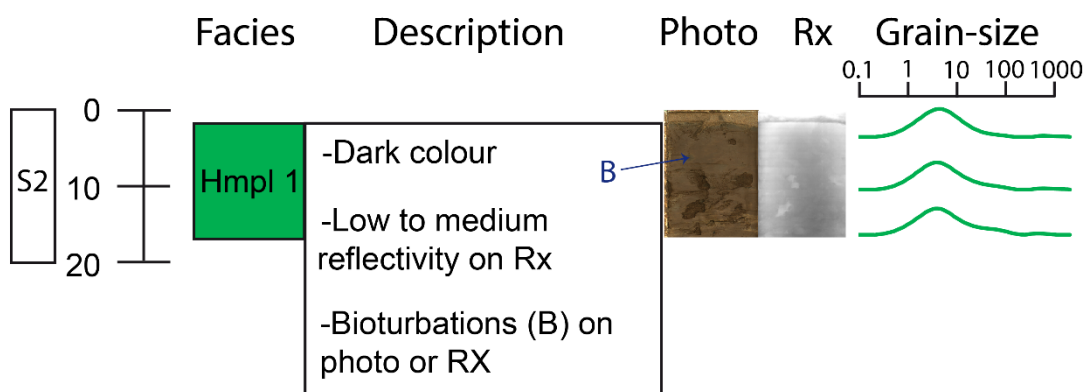 Facies Description Photo Rx Grain-size
0.1 1 10 100 1000
0
S2
10
20
Hmpl 1
-Dark colour
-Low to medium
reflectivity on Rx
-Bioturbations (B) on
photo or RX
B